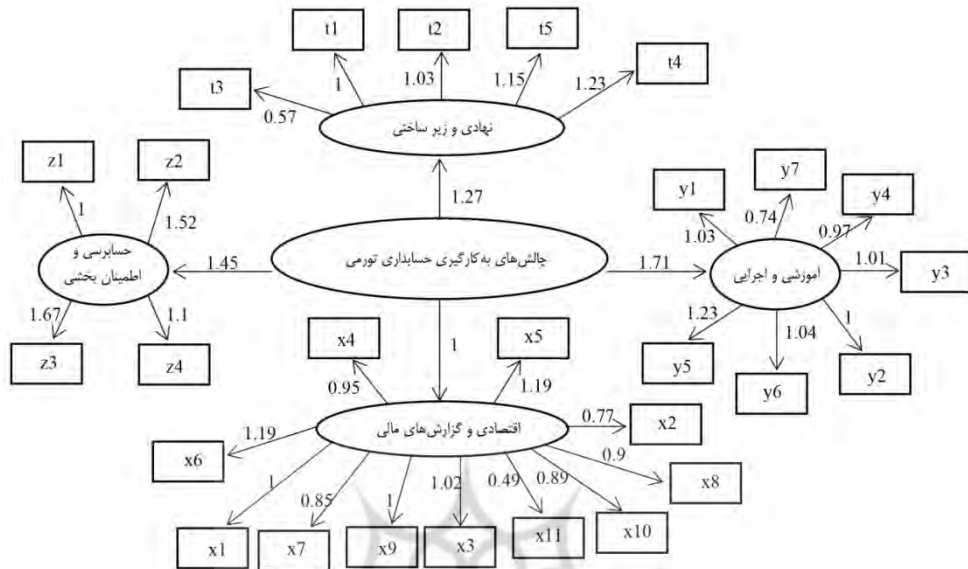 t1
t2
t5
t4
t3
1
1.03
1.15
1.23
0.57
نهادی و زیر ساختی
z1
z2
1
1.52
حسابرسی و
اطمینان بخشی
1.67
1.1
z3
z4
1.27
چالش‌های به‌کارگیری حسابداری تورمی
1.45
1.71
1
y1
y7
y4
y3
1.03
0.74
0.97
1.01
آموزشی و اجرایی
1.23
1.04
1
y5
y6
y2
x4
x5
0.95
1.19
اقتصادی و گزارش‌های مالی
0.77
x2
1.19
x6
1
0.85
1
1.02
0.49
0.89
0.9
x8
x1
x7
x9
x3
x11
x10